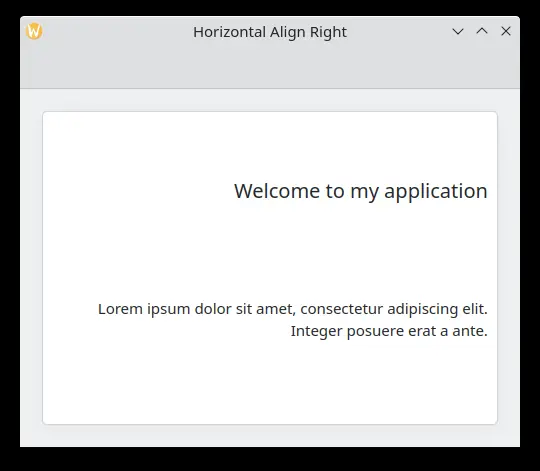 Horizontal Align Right
Welcome to my application
Lorem ipsum dolor sit amet, consectetur adipiscing elit.
Integer posuere erat a ante.